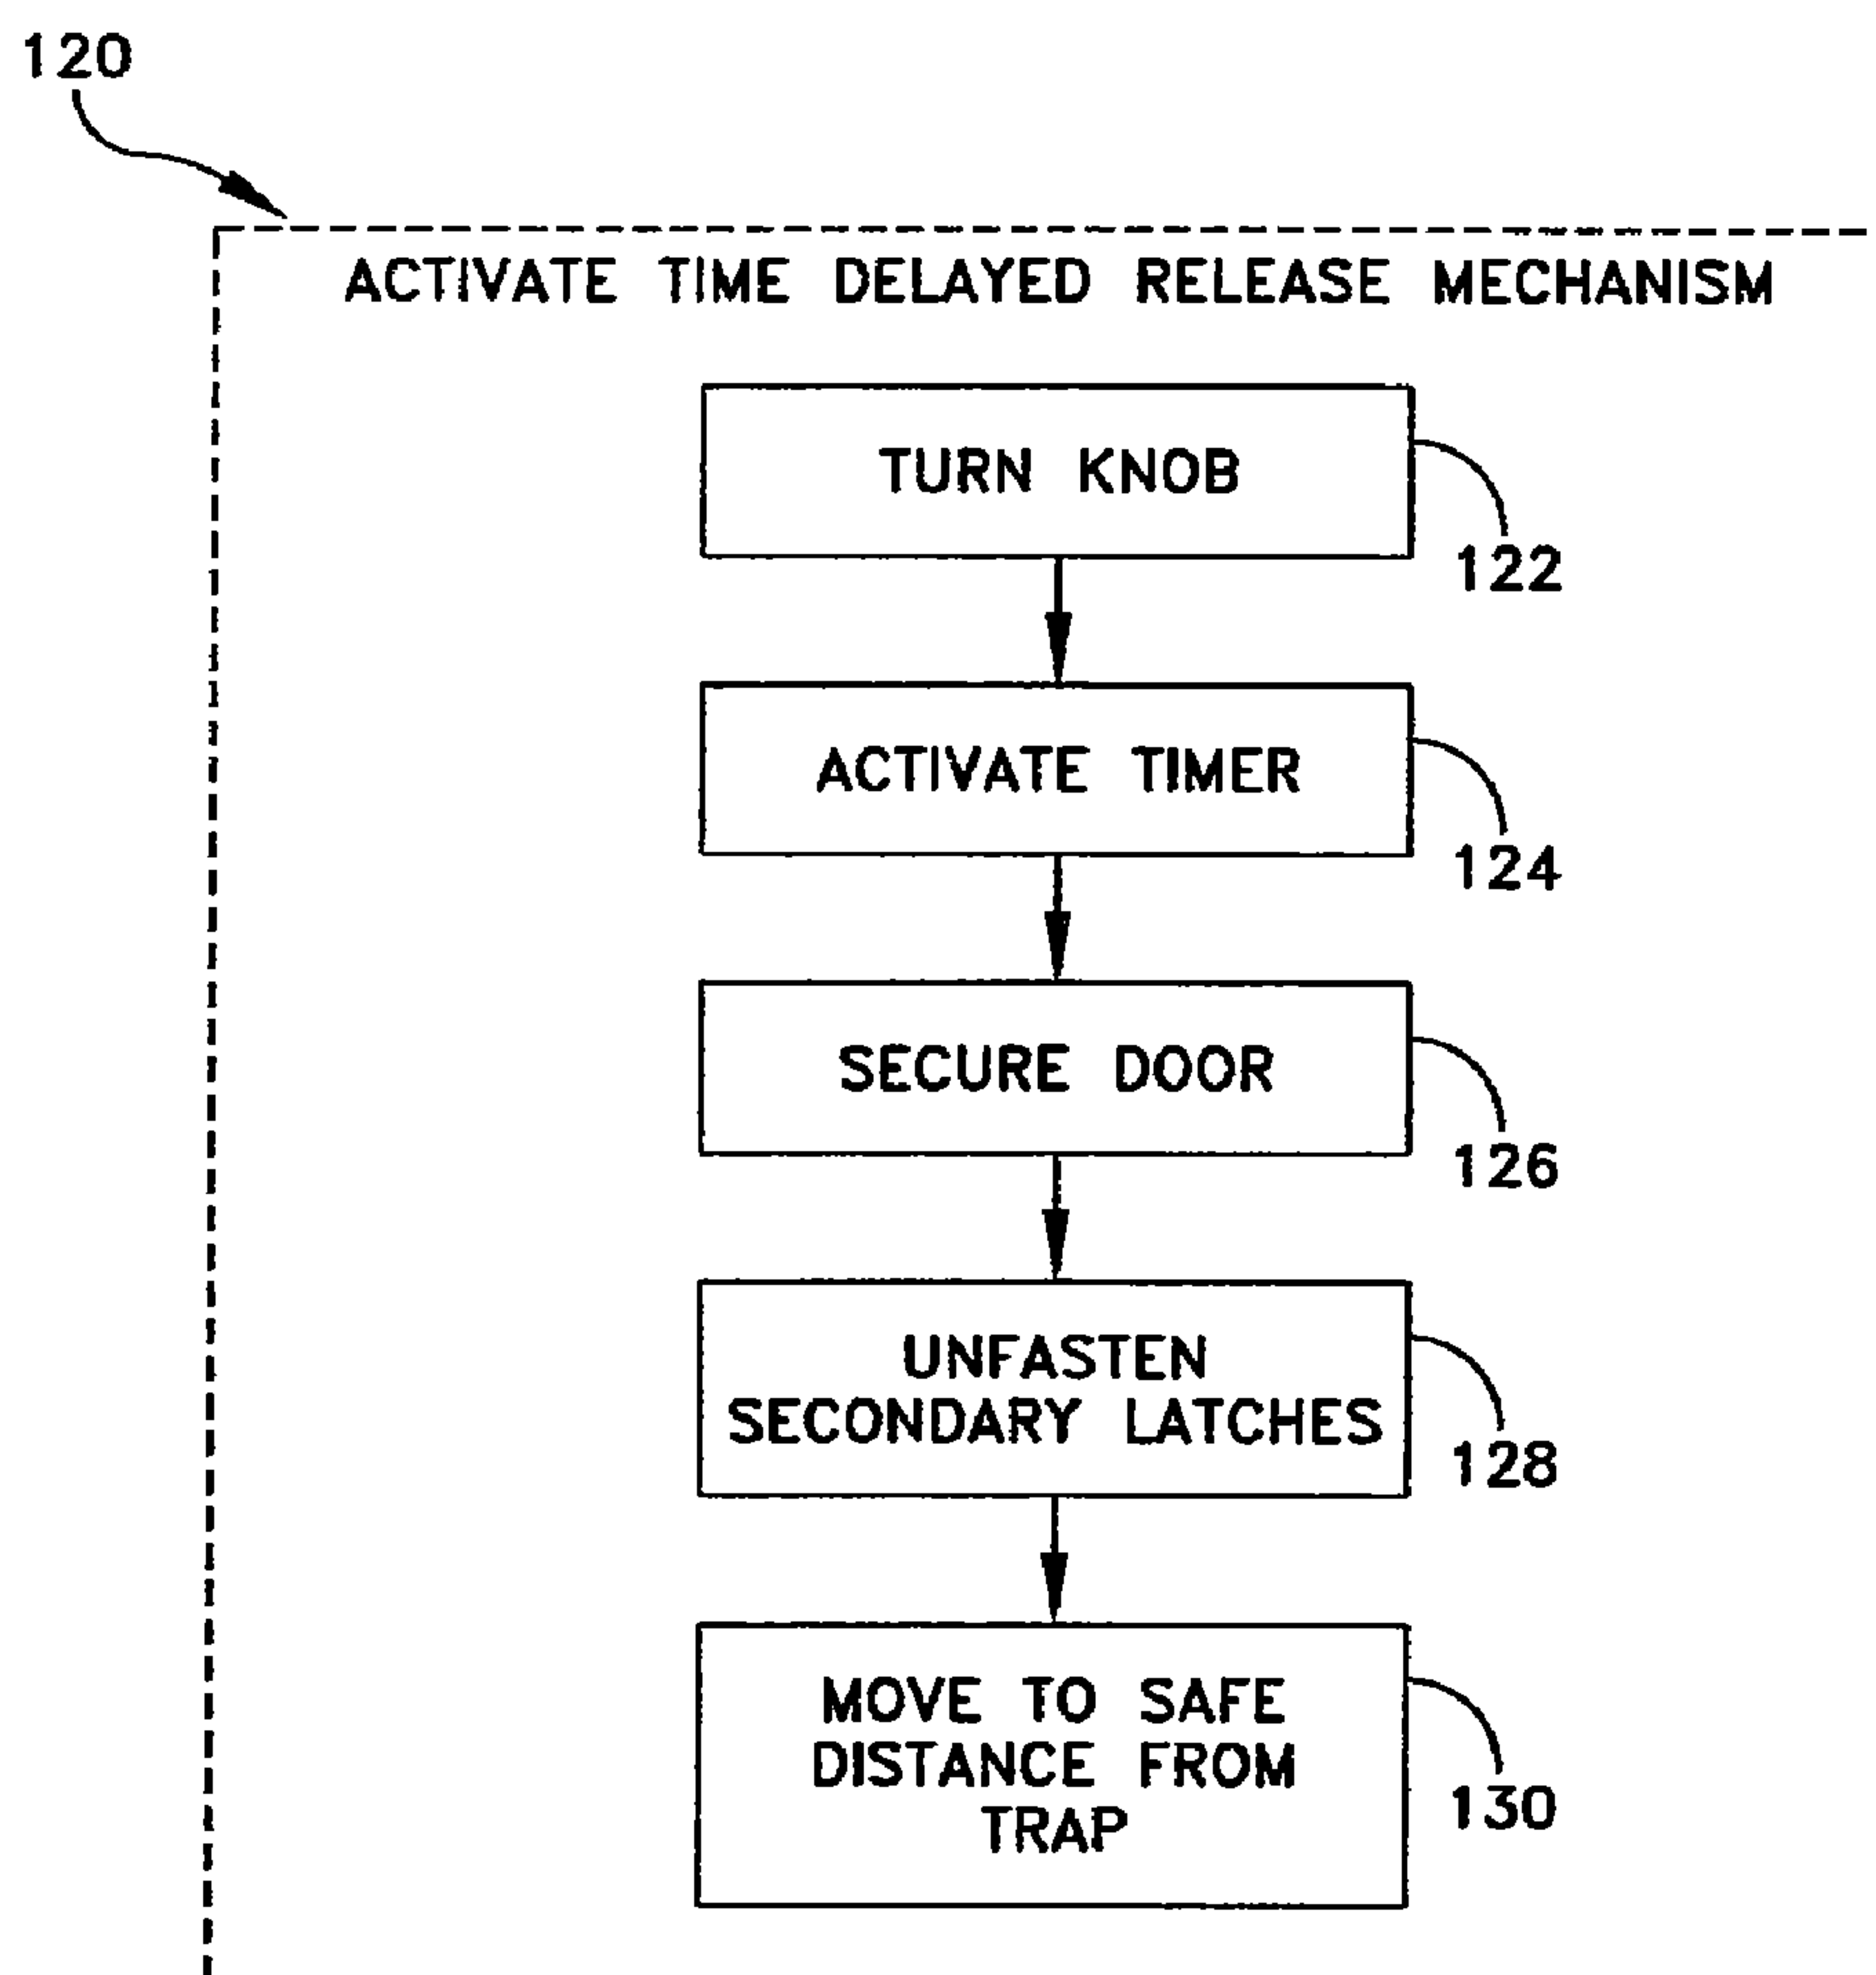 120
ACTIVATE TIME DELAYED RELEASE MECHANISM
TURN KNOB
122
ACTIVATE TIMER
124
SECURE DOOR
126
UNFASTEN
SECONDARY LATCHES
128
MOVE TO SAFE
DISTANCE FROM
TRAP
130